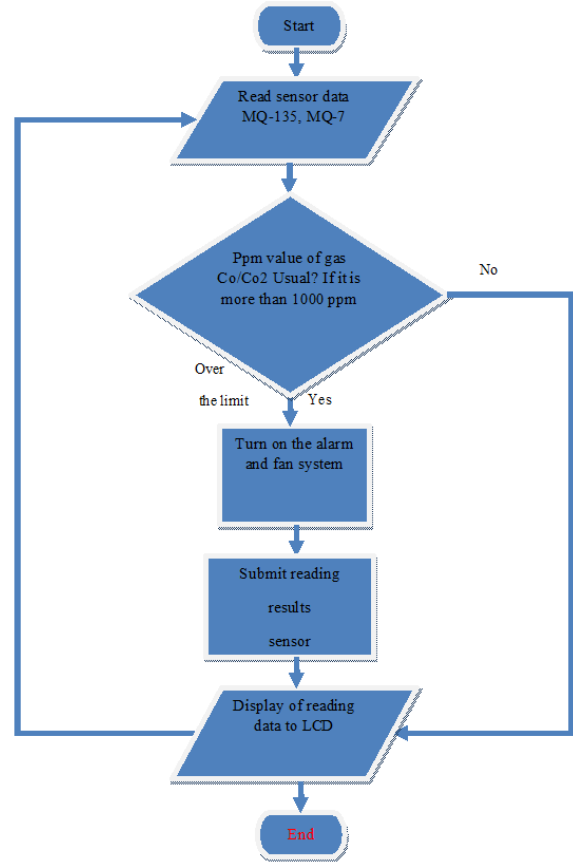 Start
Read sensor data
MQ-135, MQ-7
Ppm value of gas
Co/Co2 Usual? If it is
more than 1000 ppm
No
Over
the limit
Yes
Turn on the alarm
and fan system
Submit reading
results
sensor
Display of reading
data to LCD
End